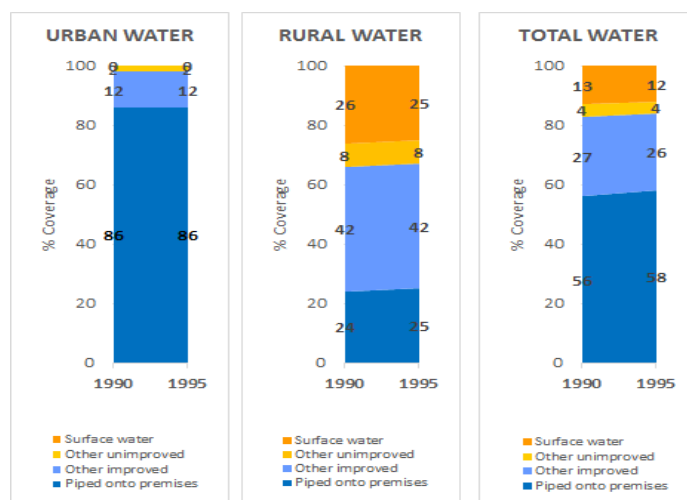 URBAN WATER
% Coverage
100
80
60
40
20
0
0 0
2 2
12 12
86 86
1990 1995
Surface water
Other unimproved
Other improved
Piped onto premises
RURAL WATER
% Coverage
100
80
60
40
20
0
26 25
8 8
42 42
24 25
1990 1995
Surface water
Other unimproved
Other improved
Piped onto premises
TOTAL WATER
% Coverage
100
80
60
40
20
0
13 12
4 4
27 26
56 58
1990 1995
Surface water
Other unimproved
Other improved
Piped onto premises